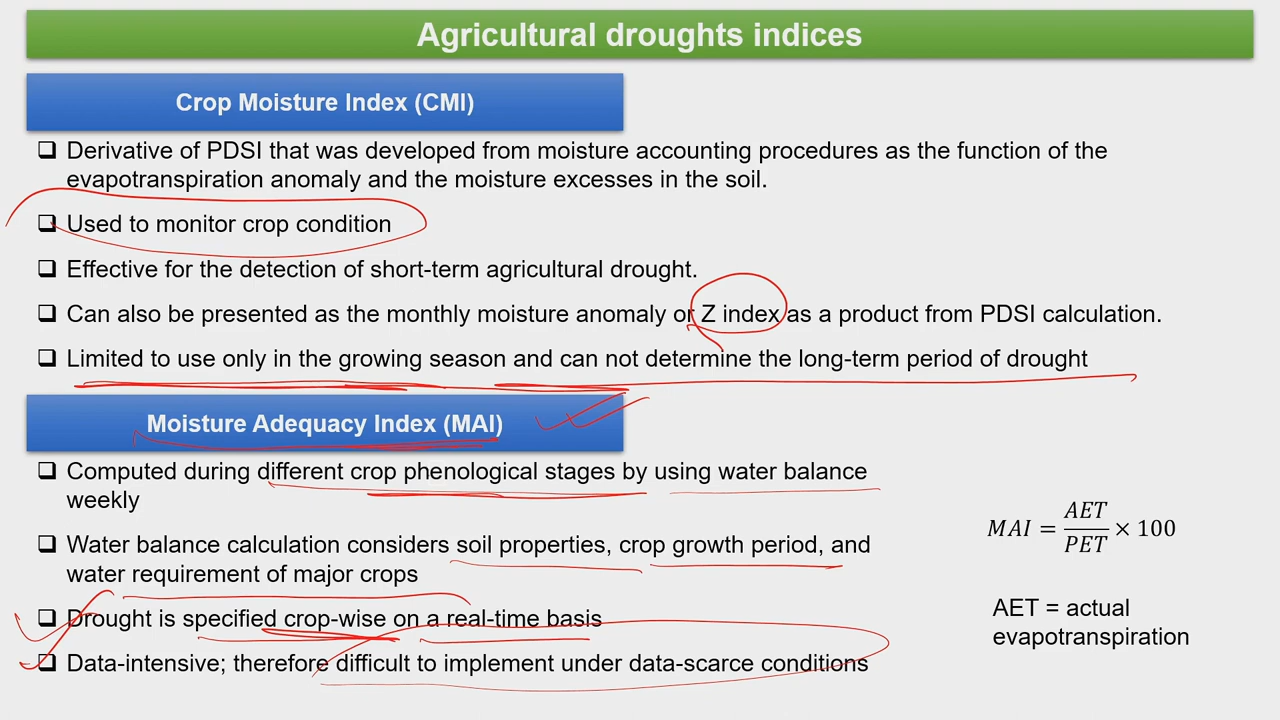 Agricultural droughts indices
Crop Moisture Index (CMI)
❑ Derivative of PDSI that was developed from moisture accounting procedures as the function of the
evapotranspiration anomaly and the moisture excesses in the soil.
❑ Used to monitor crop condition
❑ Effective for the detection of short-term agricultural drought.
❑ Can also be presented as the monthly moisture anomaly or Z index as a product from PDSI calculation.
❑ Limited to use only in the growing season and can not determine the long-term period of drought
Moisture Adequacy Index (MAI)
❑ Computed during different crop phenological stages by using water balance
weekly
❑ Water balance calculation considers soil properties, crop growth period, and
water requirement of major crops
❑ Drought is specified crop-wise on a real-time basis
❑ Data-intensive; therefore difficult to implement under data-scarce conditions
MAI = AET/PET × 100
AET = actual
evapotranspiration